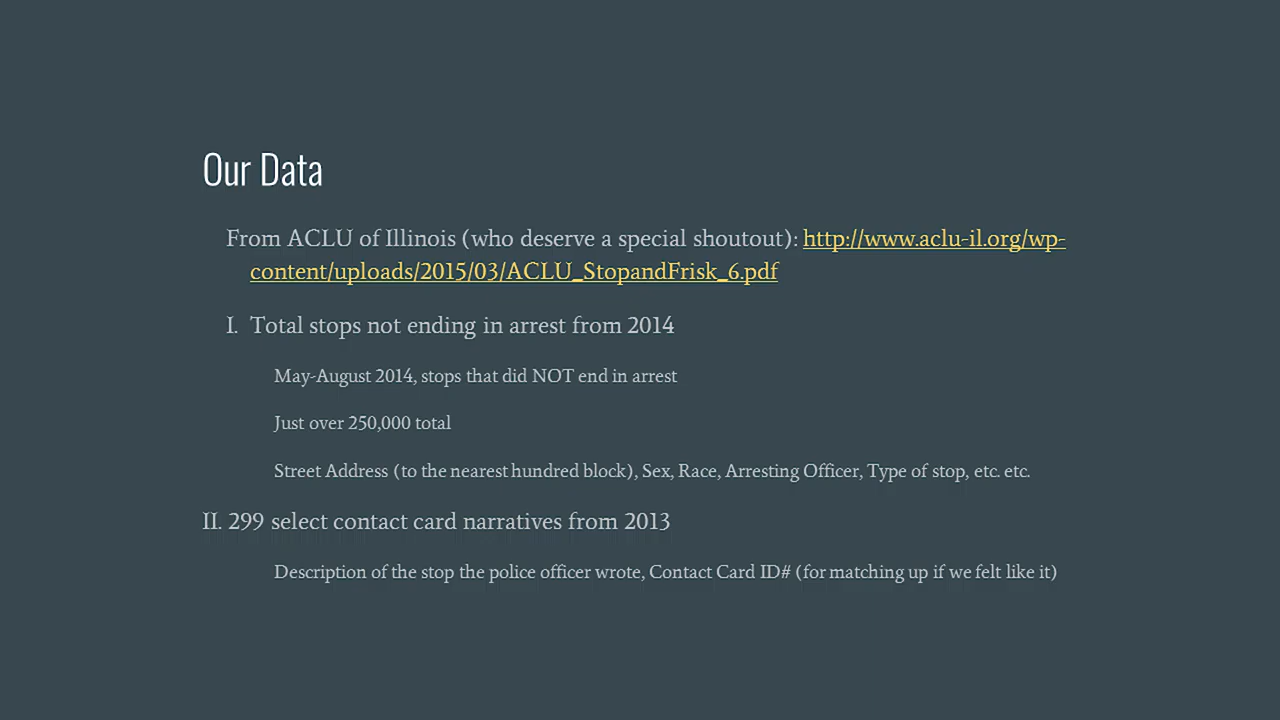 Our Data
From ACLU of Illinois (who deserve a special shoutout): http://www.aclu-il.org/wp-
content/uploads/2015/03/ACLU_StopandFrisk_6.pdf
I. Total stops not ending in arrest from 2014
May-August 2014, stops that did NOT end in arrest
Just over 250,000 total
Street Address (to the nearest hundred block), Sex, Race, Arresting Officer, Type of stop, etc. etc.
II. 299 select contact card narratives from 2013
Description of the stop the police officer wrote, Contact Card ID# (for matching up if we felt like it)